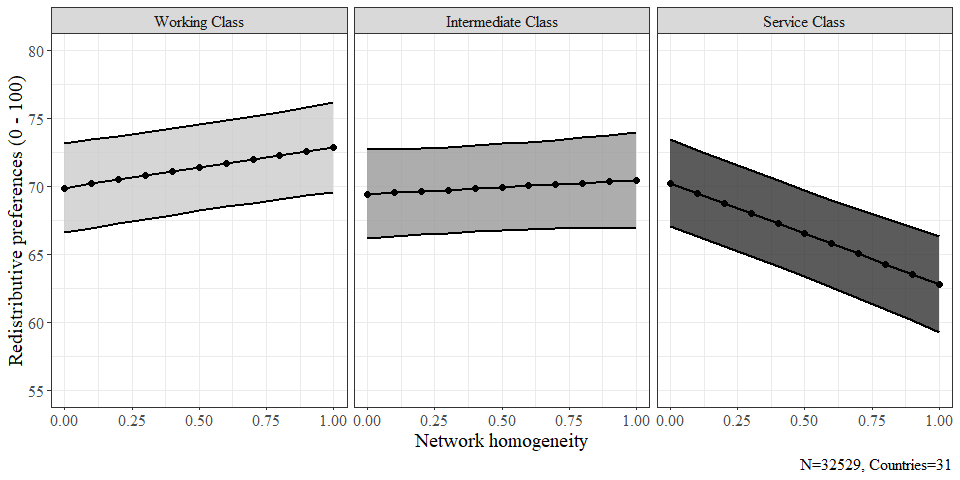 Working Class Intermediate Class Service Class
Redistributive preferences (0 - 100)
80
75
70
65
60
55
0.00 0.25 0.50 0.75 1.00 0.00 0.25 0.50 0.75 1.00 0.00 0.25 0.50 0.75 1.00
Network homogeneity
N=32529, Countries=31